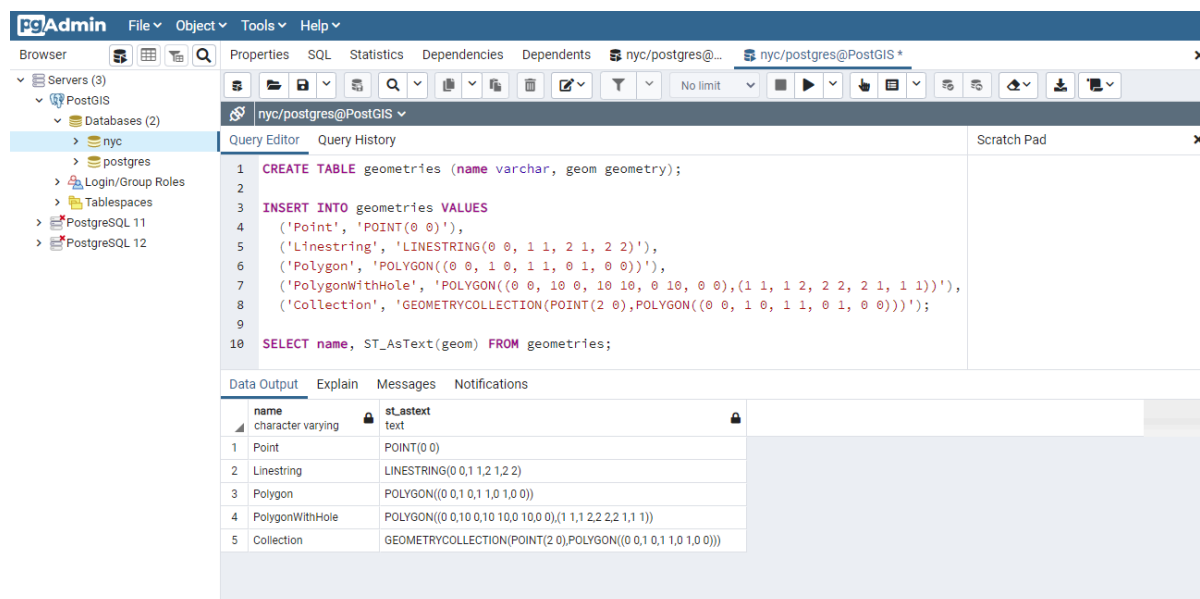 pgAdmin File Object Tools Help
Browser
Properties SQL Statistics Dependencies Dependents nyc/postgres@... nyc/postgres@PostGIS *
Servers (3)
PostGIS
Databases (2)
nyc
postgres
Login/Group Roles
Tablespaces
PostgreSQL 11
PostgreSQL 12
No limit
nyc/postgres@PostGIS
Query Editor Query History
Scratch Pad
1 CREATE TABLE geometries (name varchar, geom geometry);
2
3 INSERT INTO geometries VALUES
4 ('Point', 'POINT(0 0)'),
5 ('Linestring', 'LINESTRING(0 0, 1 1, 2 1, 2 2)'),
6 ('Polygon', 'POLYGON((0 0, 1 0, 1 1, 0 1, 0 0))'),
7 ('PolygonWithHole', 'POLYGON((0 0, 10 0, 10 10, 0 10, 0 0),(1 1, 1 2, 2 2, 2 1, 1 1))'),
8 ('Collection', 'GEOMETRYCOLLECTION(POINT(2 0),POLYGON((0 0, 1 0, 1 1, 0 1, 0 0)))');
9
10 SELECT name, ST_AsText(geom) FROM geometries;
Data Output Explain Messages Notifications
name st_astext
character varying text
1 Point POINT(0 0)
2 Linestring LINESTRING(0 0,1 1,2 1,2 2)
3 Polygon POLYGON((0 0,1 0,1 1,0 1,0 0))
4 PolygonWithHole POLYGON((0 0,10 0,10 10,0 10,0 0),(1 1,1 2,2 2,2 1,1 1))
5 Collection GEOMETRYCOLLECTION(POINT(2 0),POLYGON((0 0,1 0,1 1,0 1,0 0)))